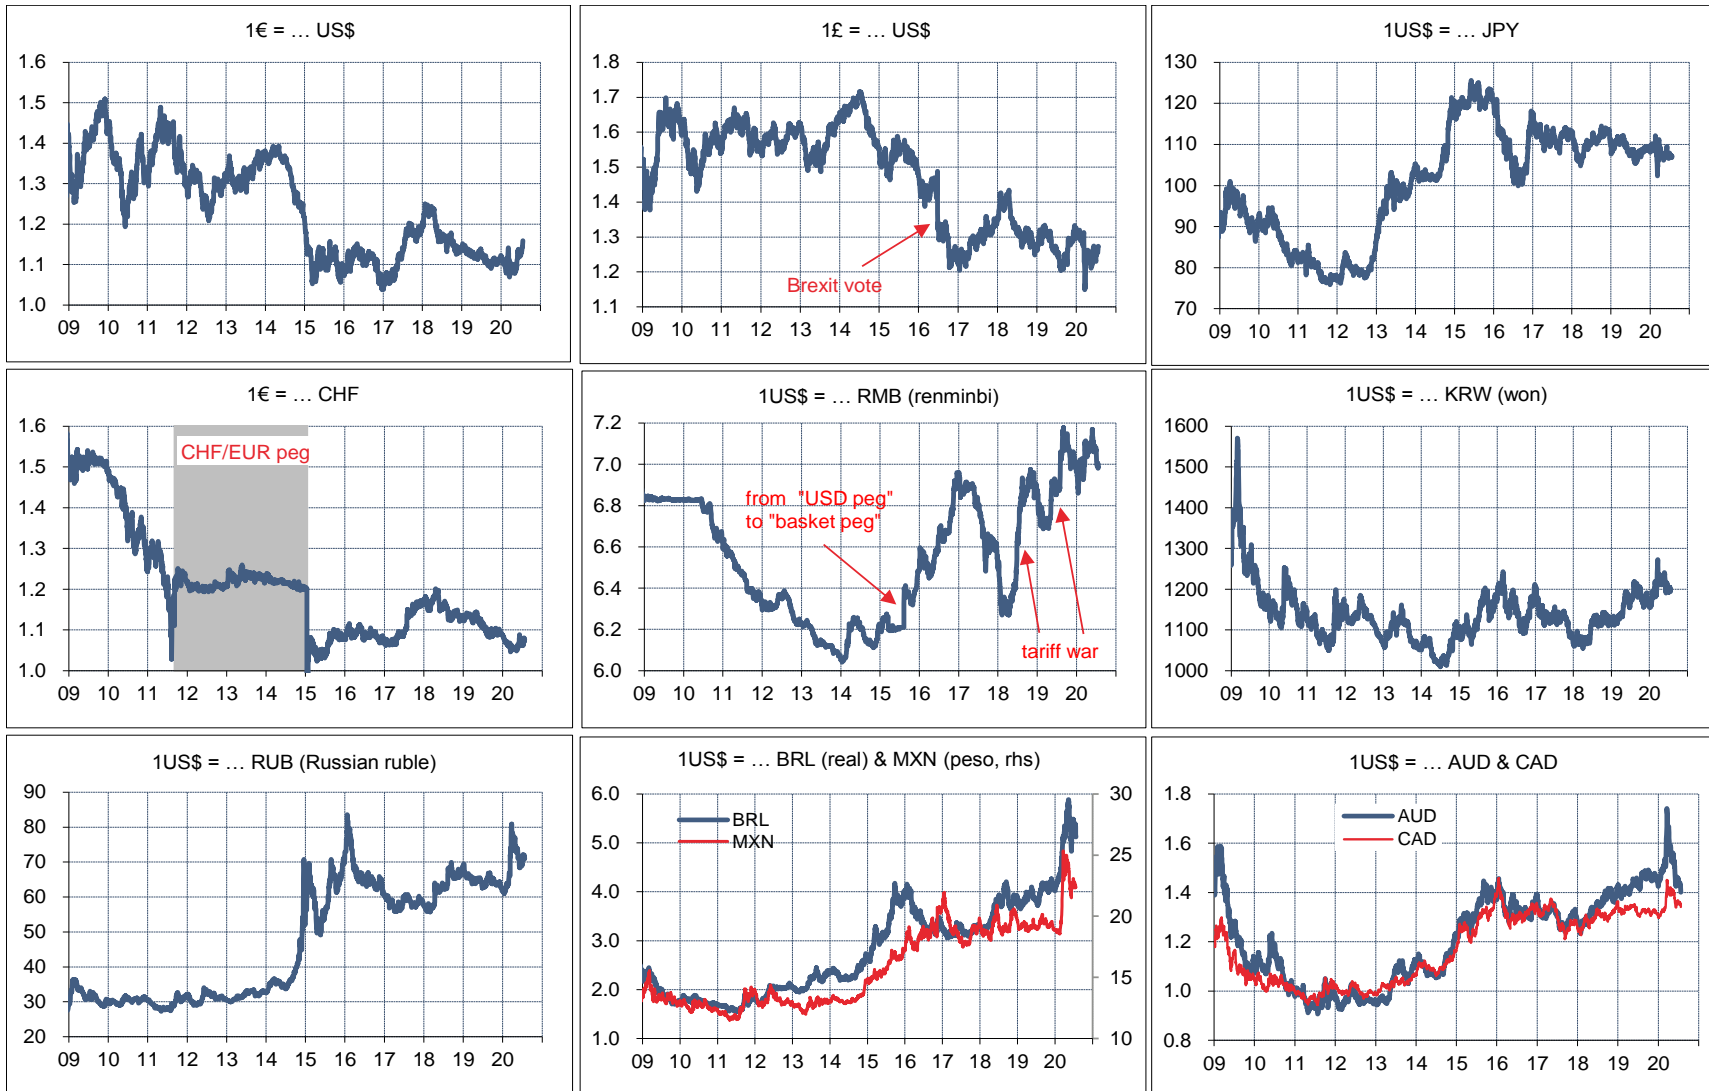 1€ = … US$
1.6
1.5
1.4
1.3
1.2
1.1
1.0
09 10 11 12 13 14 15 16 17 18 19 20
1£ = … US$
1.8
1.7
1.6
1.5
1.4
1.3
1.2
1.1
Brexit vote
09 10 11 12 13 14 15 16 17 18 19 20
1US$ = … JPY
130
120
110
100
90
80
70
09 10 11 12 13 14 15 16 17 18 19 20
1€ = … CHF
1.6
1.5
1.4
1.3
1.2
1.1
1.0
CHF/EUR peg
09 10 11 12 13 14 15 16 17 18 19 20
1US$ = … RMB (renminbi)
7.2
7.0
6.8
6.6
6.4
6.2
6.0
from "USD peg"
to "basket peg"
tariff war
09 10 11 12 13 14 15 16 17 18 19 20
1US$ = … KRW (won)
1600
1500
1400
1300
1200
1100
1000
09 10 11 12 13 14 15 16 17 18 19 20
1US$ = … RUB (Russian ruble)
90
80
70
60
50
40
30
20
09 10 11 12 13 14 15 16 17 18 19 20
1US$ = … BRL (real) & MXN (peso, rhs)
6.0
5.0
4.0
3.0
2.0
1.0
BRL
MXN
30
25
20
15
10
09 10 11 12 13 14 15 16 17 18 19 20
1US$ = … AUD & CAD
1.8
1.6
1.4
1.2
1.0
0.8
AUD
CAD
09 10 11 12 13 14 15 16 17 18 19 20